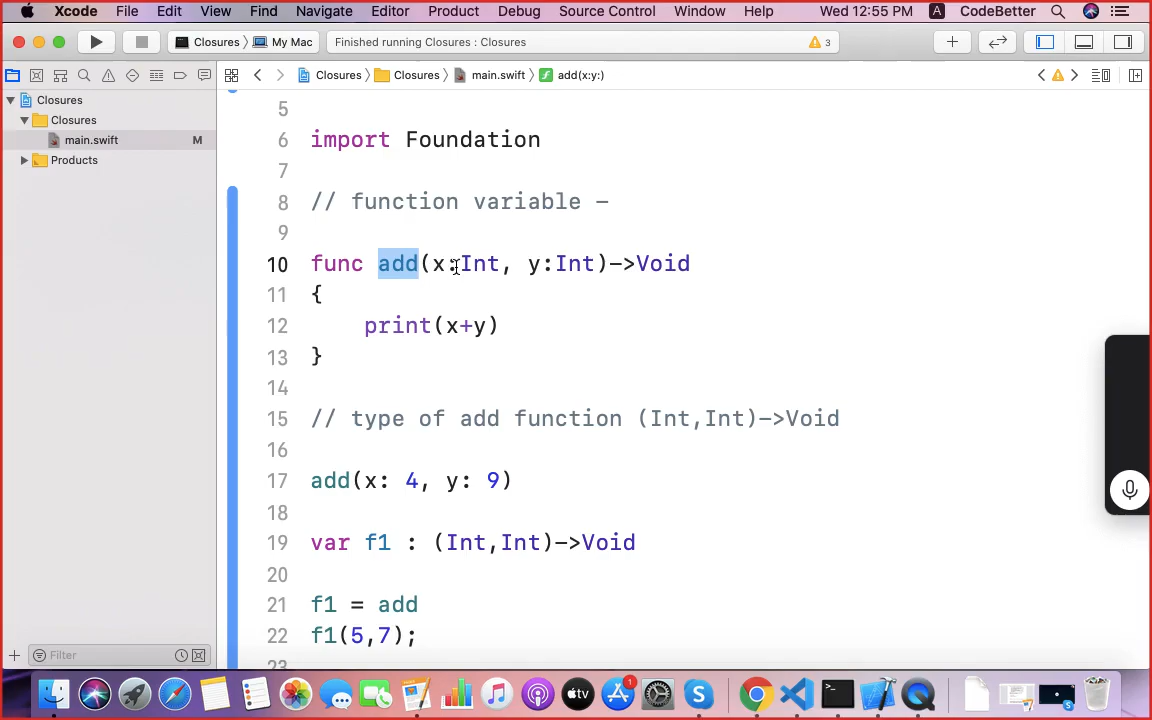 Xcode File Edit View Find Navigate Editor Product Debug Source Control Window Help Wed 12:55 PM A CodeBetter
Closures My Mac Finished running Closures : Closures 3
Closures Closures main.swift add(x:y:)
Closures
Closures
main.swift M
Products
5
6 import Foundation
7
8 // function variable -
9
10 func add(x:Int, y:Int)->Void
11 {
12 print(x+y)
13 }
14
15 // type of add function (Int,Int)->Void
16
17 add(x: 4, y: 9)
18
19 var f1 : (Int,Int)->Void
20
21 f1 = add
22 f1(5,7);
23
Filter
tv
1